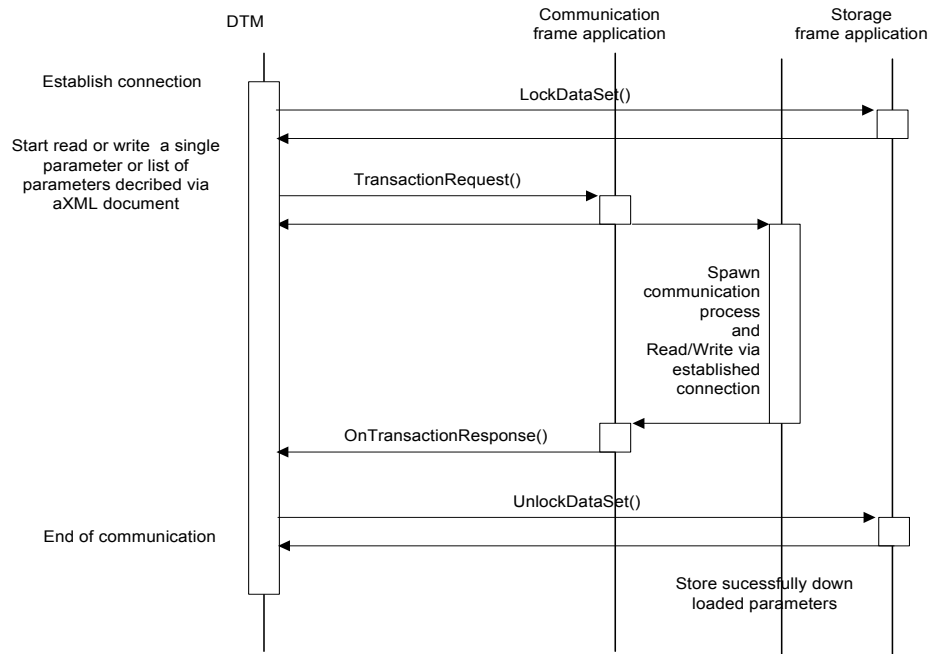 DTM
Communication
frame application
Storage
frame application
Establish connection
LockDataSet()
Start read or write a single
parameter or list of
parameters decribed via
aXML document
TransactionRequest()
Spawn
communication
process
and
Read/Write via
established
connection
OnTransactionResponse()
UnlockDataSet()
End of communication
Store sucessfully down
loaded parameters